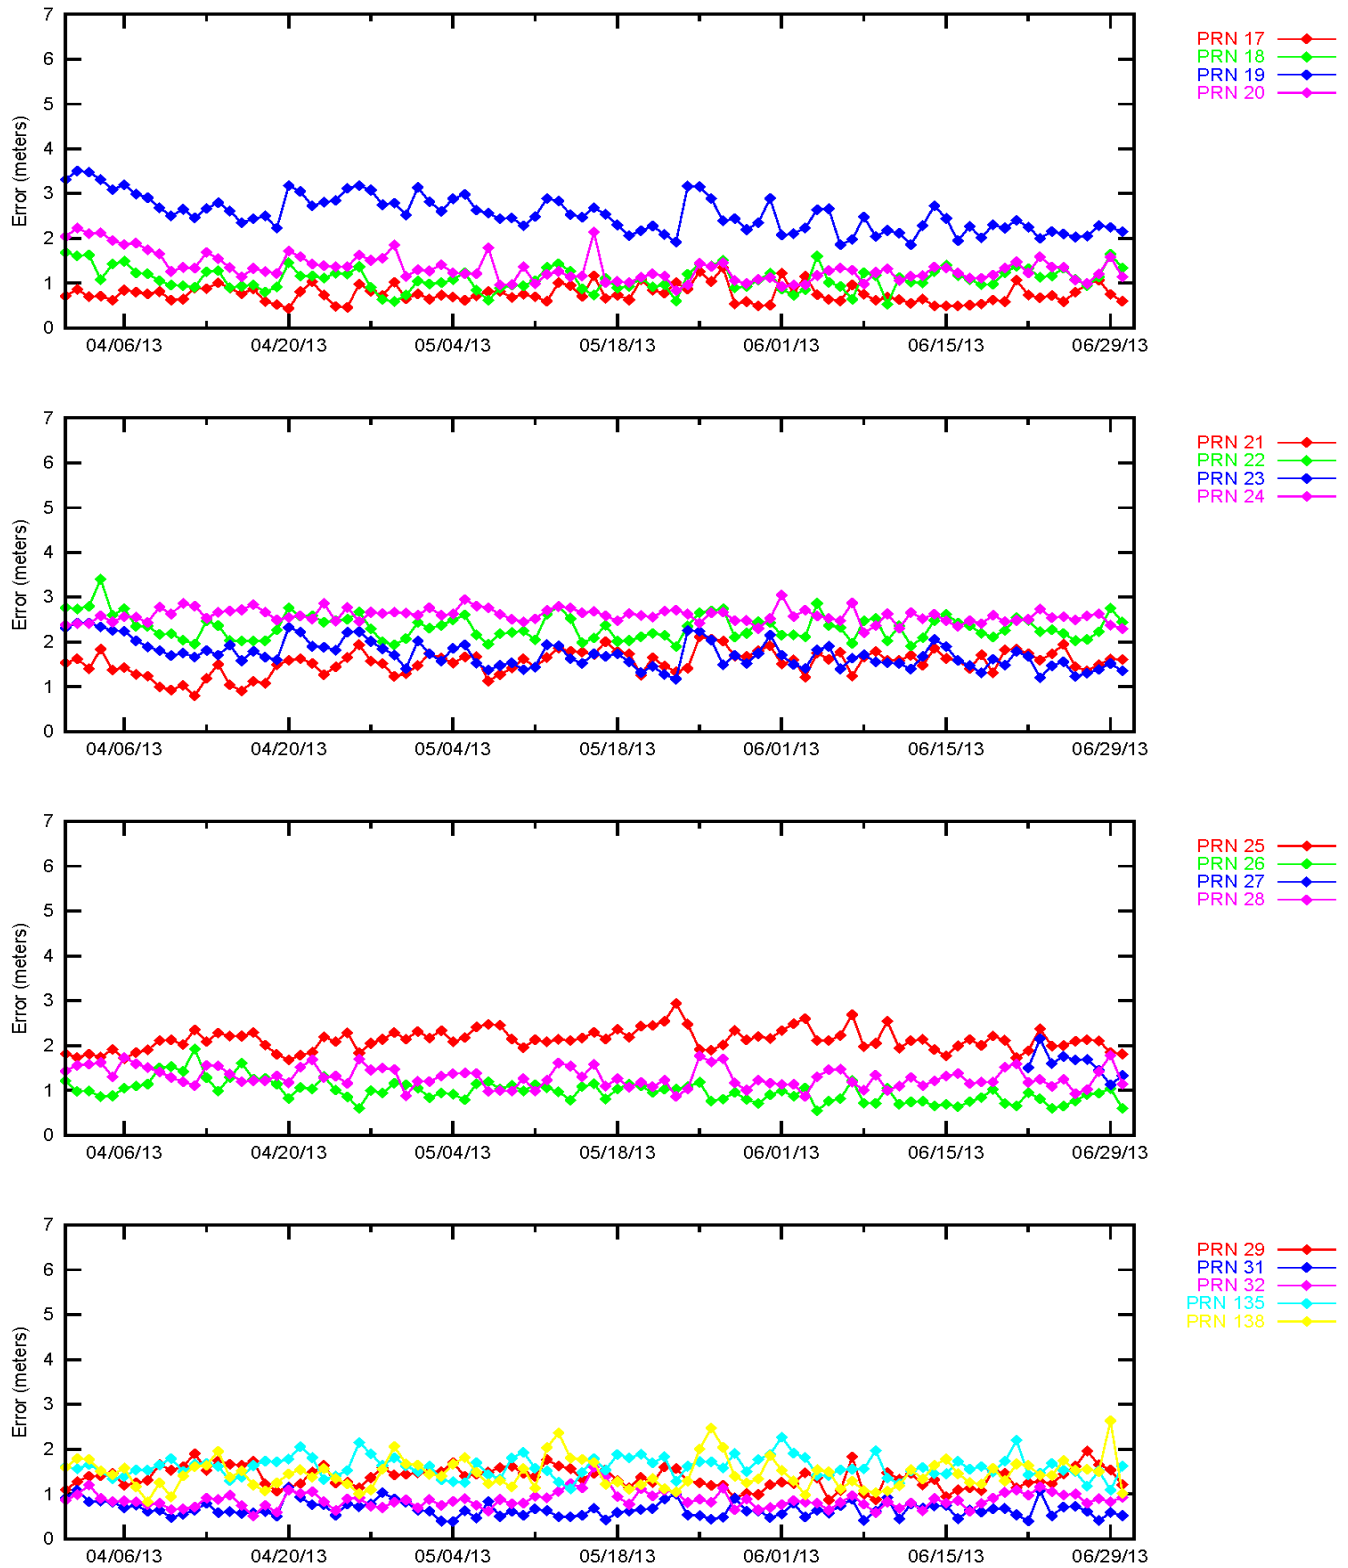 7
6
5
4
3
2
1
0
Error (meters)
04/06/13 04/20/13 05/04/13 05/18/13 06/01/13 06/15/13 06/29/13
PRN 17
PRN 18
PRN 19
PRN 20
7
6
5
4
3
2
1
0
Error (meters)
04/06/13 04/20/13 05/04/13 05/18/13 06/01/13 06/15/13 06/29/13
PRN 21
PRN 22
PRN 23
PRN 24
7
6
5
4
3
2
1
0
Error (meters)
04/06/13 04/20/13 05/04/13 05/18/13 06/01/13 06/15/13 06/29/13
PRN 25
PRN 26
PRN 27
PRN 28
7
6
5
4
3
2
1
0
Error (meters)
04/06/13 04/20/13 05/04/13 05/18/13 06/01/13 06/15/13 06/29/13
PRN 29
PRN 31
PRN 32
PRN 135
PRN 138